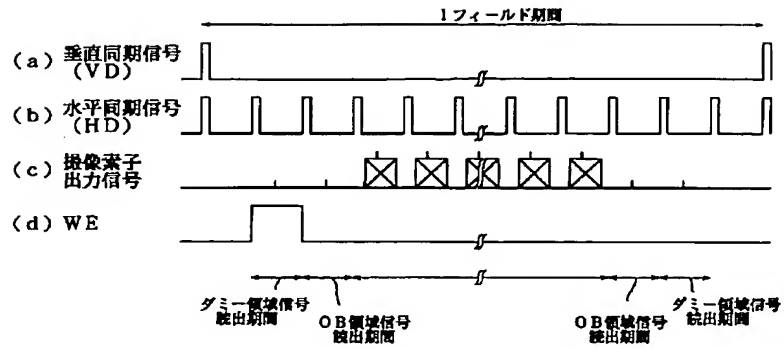 1フィールド期間
(a) 垂直同期信号
(VD)
(b) 水平同期信号
(HD)
(c) 撮像素子
出力信号
(d) WE
ダミー領域信号
読出期間
OB領域信号
読出期間
OB領域信号
読出期間
ダミー領域信号
読出期間